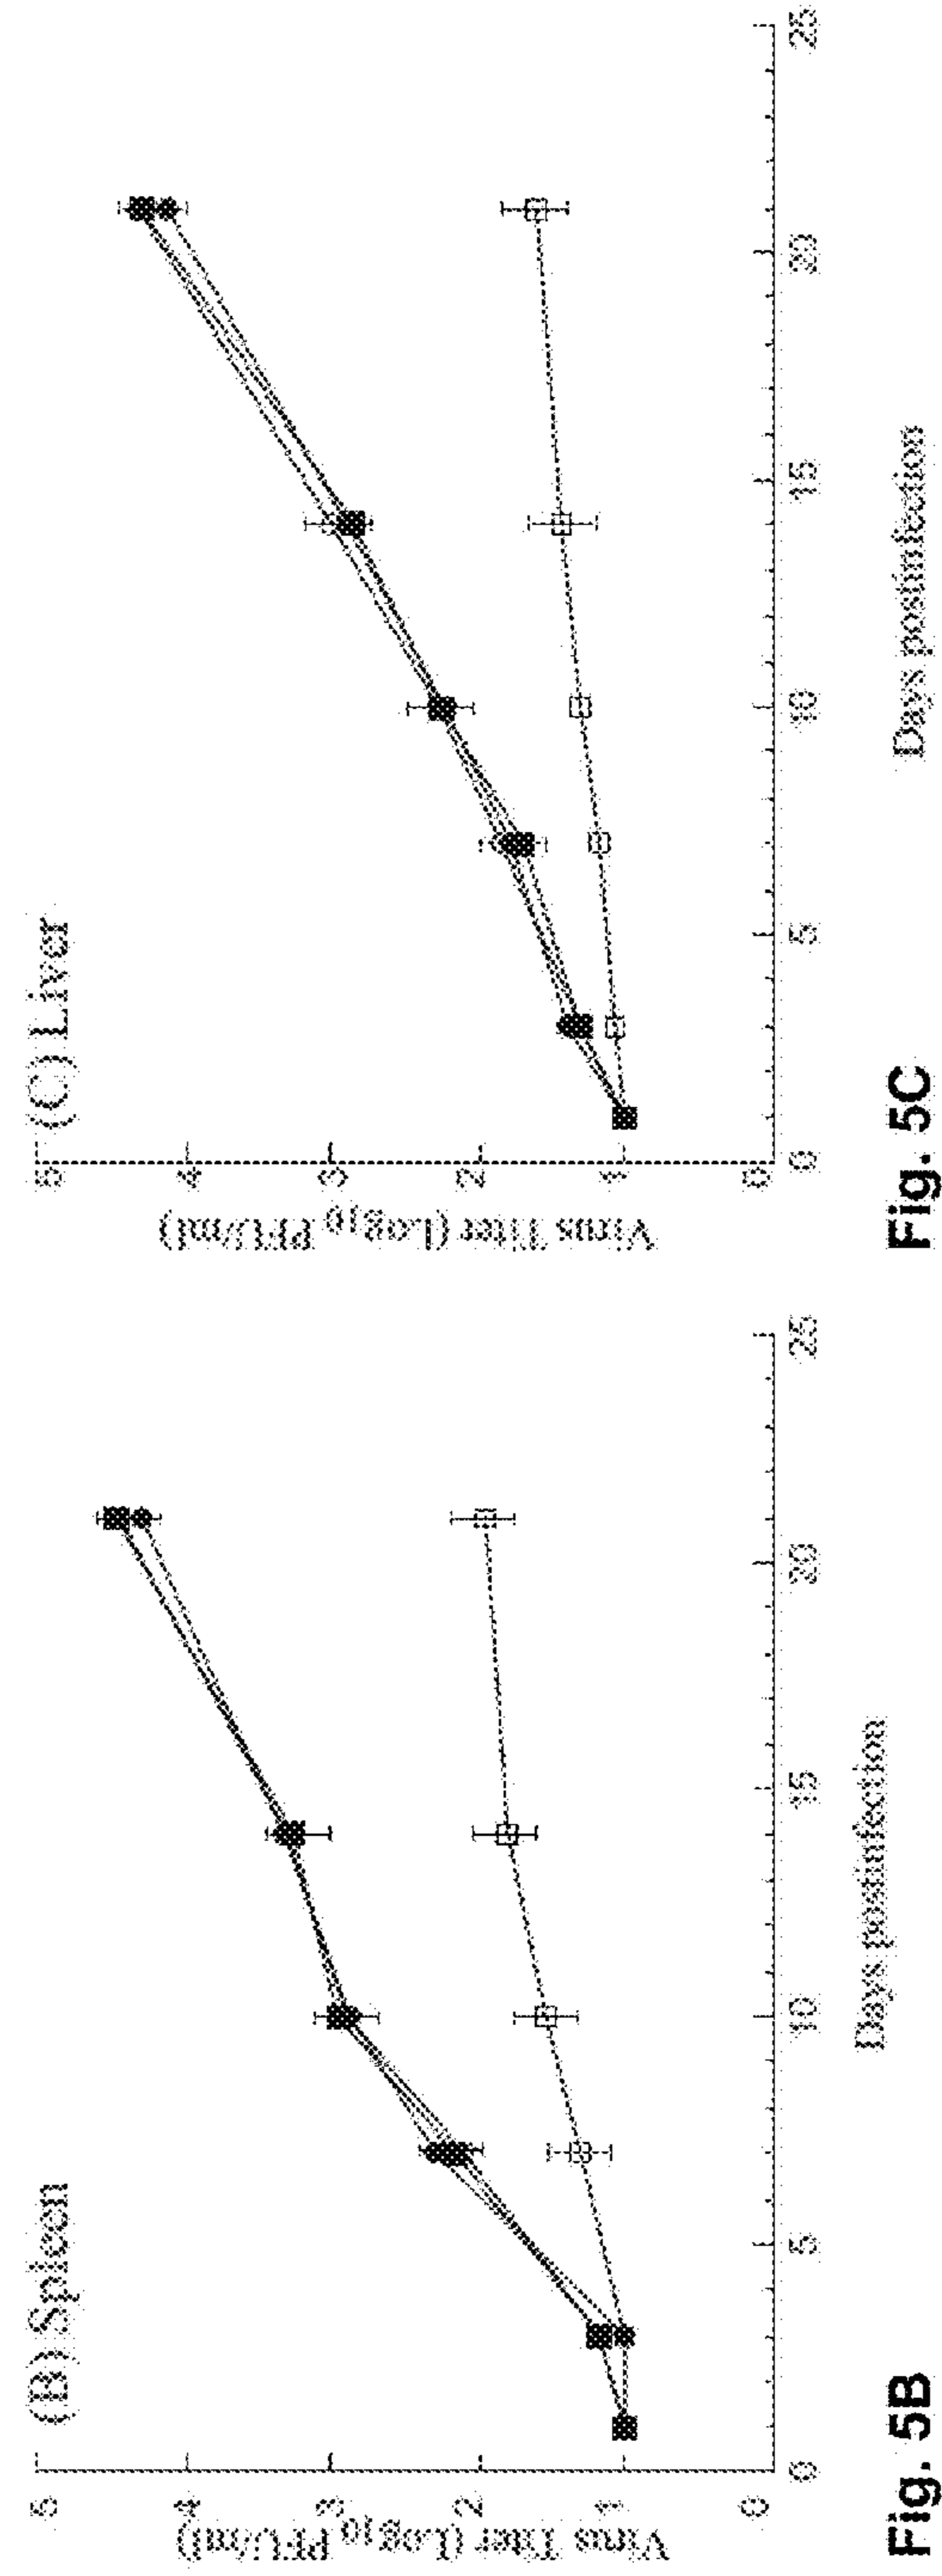 (B) Spleen
Virus Titer (Log10 PFU/ml)
5
4
3
2
1
0
0 5 10 15 20 25
Days postinfection
Fig. 5B
(C) Liver
Virus Titer (Log10 PFU/ml)
5
4
3
2
1
0
0 5 10 15 20 25
Days postinfection
Fig. 5C